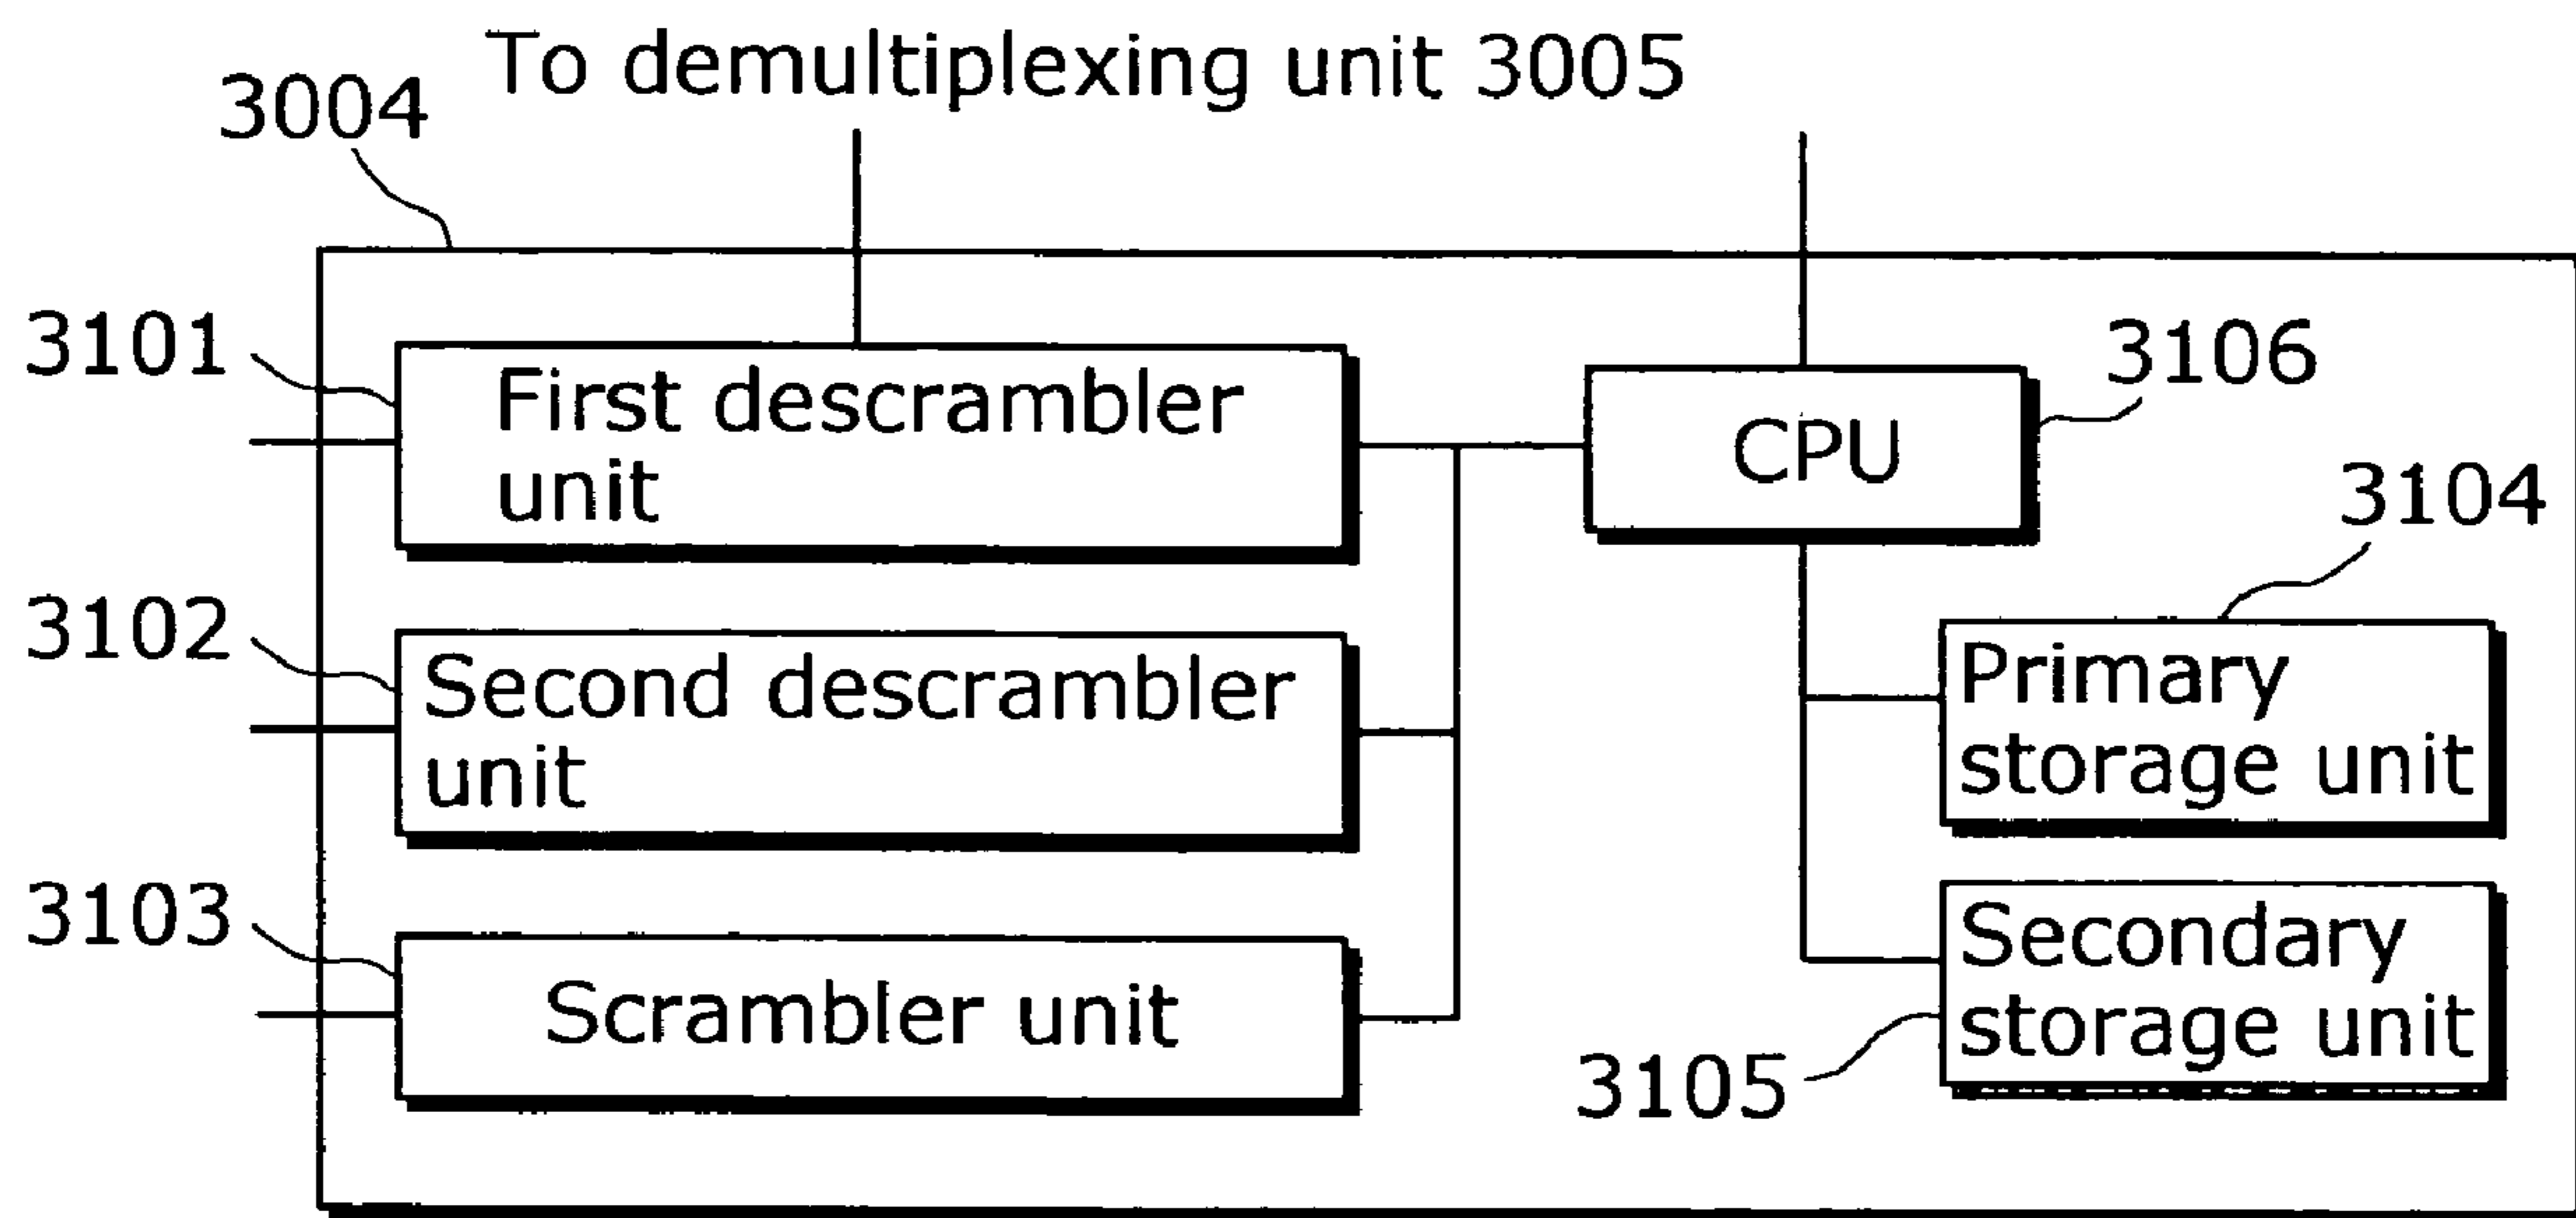 To demultiplexing unit 3005
3004
3101
First descrambler
unit
CPU
3106
3104
3102
Second descrambler
unit
Primary
storage unit
3103
Scrambler unit
Secondary
storage unit
3105